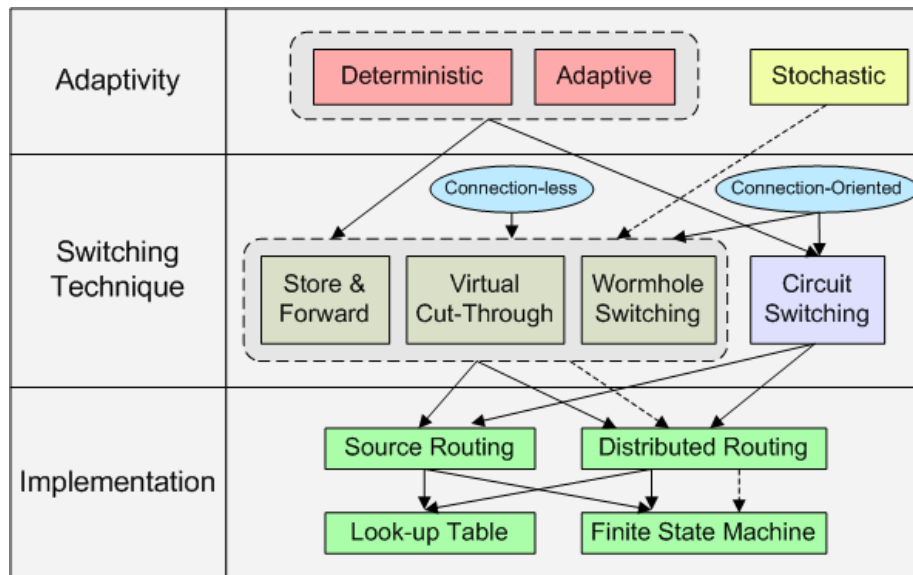 Adaptivity
Deterministic
Adaptive
Stochastic
Switching
Technique
Connection-less
Connection-Oriented
Store &
Forward
Virtual
Cut-Through
Wormhole
Switching
Circuit
Switching
Implementation
Source Routing
Distributed Routing
Look-up Table
Finite State Machine